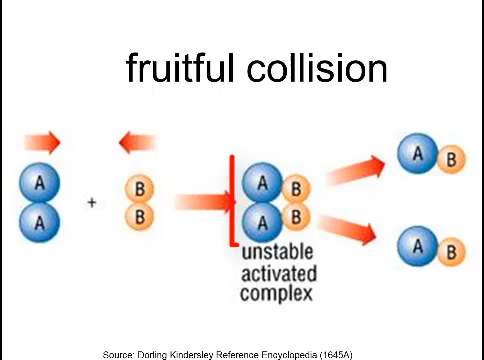 fruitful collision
A
A
+
B
B
A B
A B
unstable
activated
complex
A B
A B
Source: Dorling Kindersley Reference Encyclopedia (1645A)